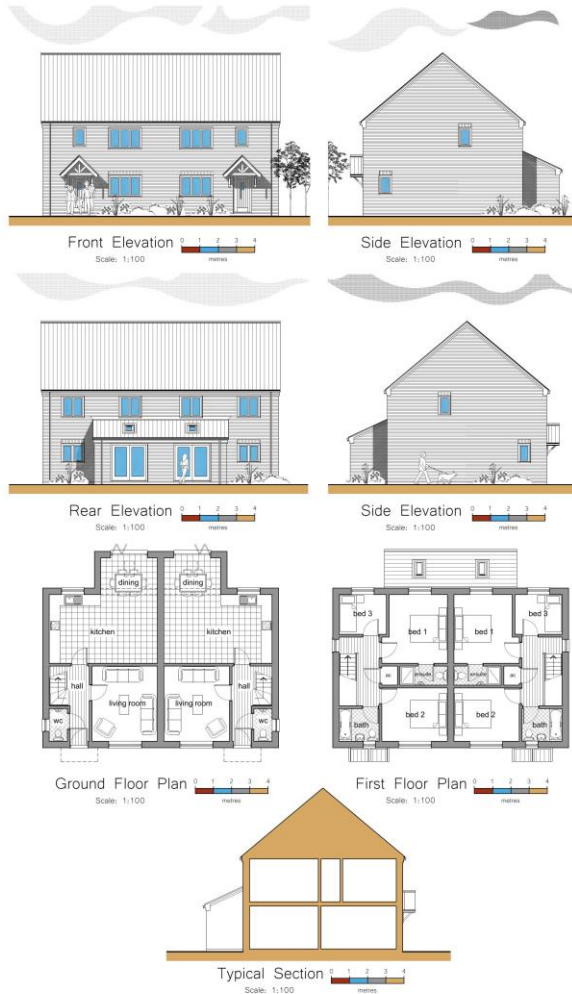 Front Elevation 0 1 2 3 4
Scale: 1:100 metres
Side Elevation 0 1 2 3 4
Scale: 1:100 metres
Rear Elevation 0 1 2 3 4
Scale: 1:100 metres
Side Elevation 0 1 2 3 4
Scale: 1:100 metres
dining dining
kitchen kitchen
hall hall
living room living room
wc wc
Ground Floor Plan 0 1 2 3 4
Scale: 1:100 metres
bed 3 bed 3
bed 1 bed 1
ac ensuite ensuite ac
bed 2 bed 2
bath bath
First Floor Plan 0 1 2 3 4
Scale: 1:100 metres
Typical Section 0 1 2 3 4
Scale: 1:100 metres